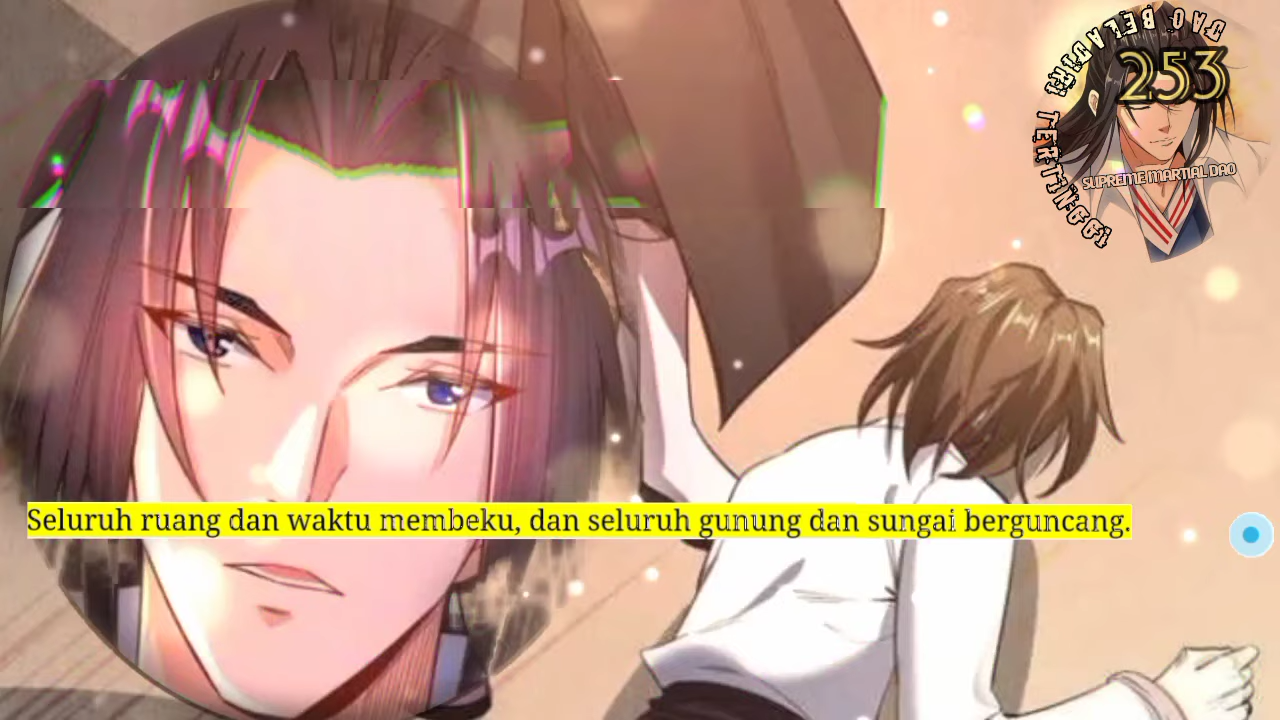 DAO BELADIRI TERTINGGI
253
SUPREME MARTIAL DAO
Seluruh ruang dan waktu membeku, dan seluruh gunung dan sungai berguncang.